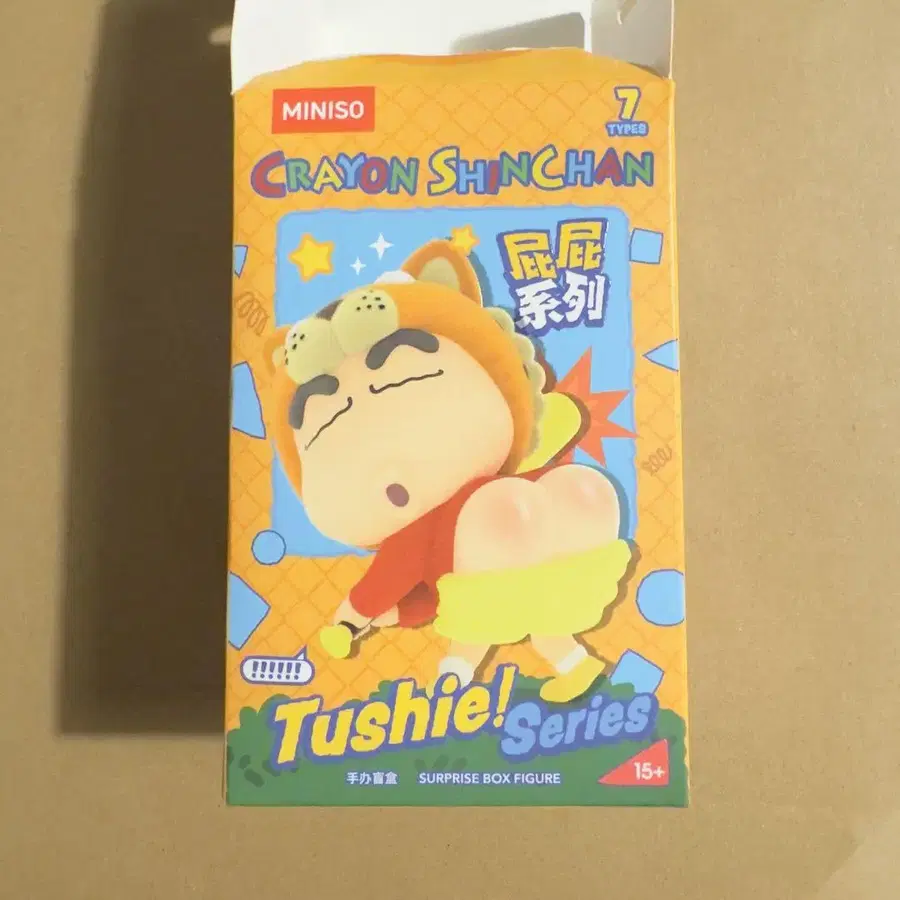 MINISO
7
TYPES
CRAYON SHINCHAN
屁屁
系列
!!!!!!
Tushie! Series
手办盲盒 SURPRISE BOX FIGURE
15+